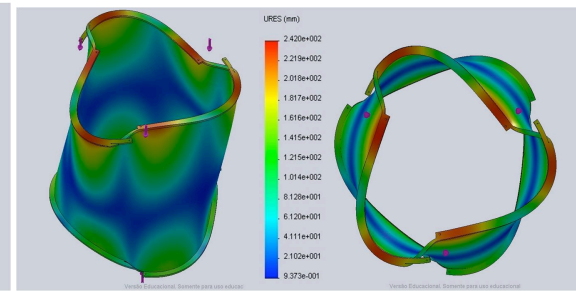 URES (mm)
2.420e+002
2.219e+002
2.018e+002
1.817e+002
1.616e+002
1.415e+002
1.215e+002
1.014e+002
8.129e+001
6.120e+001
4.111e+001
2.102e+001
9.373e-001
Versão Educacional. Somente para uso educac
Versão Educacional. Somente para uso educacional